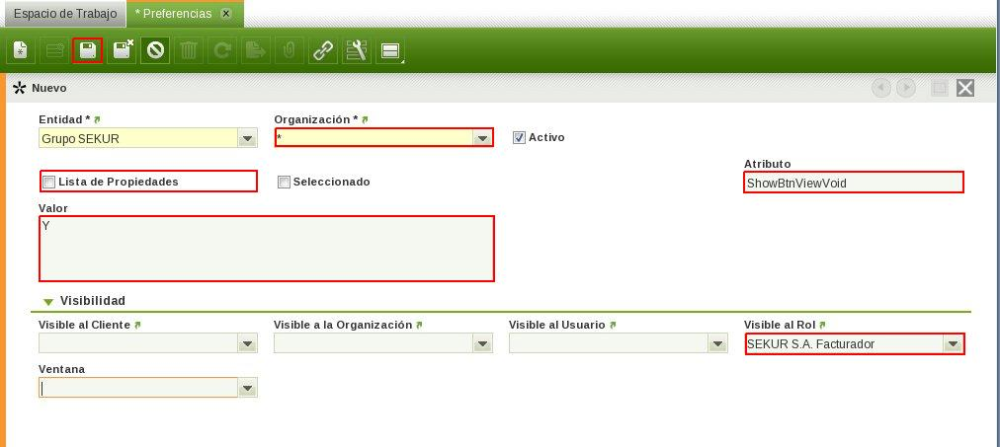 Espacio de Trabajo * Preferencias
Nuevo
Entidad * Organización *
Grupo SEKUR * Activo
Atributo
Lista de Propiedades Seleccionado ShowBtnViewVoid
Valor
Y
Visibilidad
Visible al Cliente Visible a la Organización Visible al Usuario Visible al Rol
SEKUR S.A. Facturador
Ventana